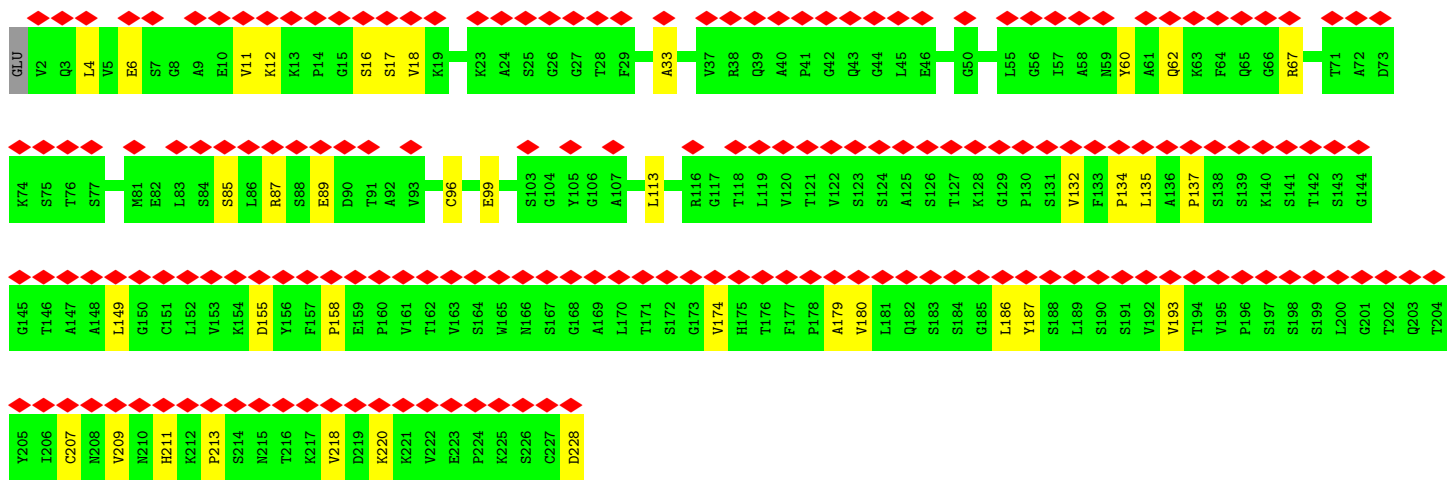 GLU V2 Q3 L4 V5 E6 S7 G8 A9 E10 V11 K12 K13 P14 G15 S16 S17 V18 K19 K23 A24 S25 G26 G27 T28 F29 A33 V37 R38 Q39 A40 P41 G42 Q43 G44 L45 E46 G50 L55 G56 I57 A58 N59 Y60 A61 Q62 K63 F64 Q65 G66 R67 T71 A72 D73
K74 S75 T76 S77 M81 E82 L83 S84 S85 L86 R87 S88 E89 D90 T91 A92 V93 C96 E99 S103 G104 Y105 G106 A107 L113 R116 G117 T118 L119 V120 T121 V122 S123 S124 A125 S126 T127 K128 G129 P130 S131 V132 F133 P134 L135 A136 P137 S138 S139 K140 S141 T142 S143 G144
G145 T146 A147 A148 L149 G150 C151 L152 V153 K154 D155 Y156 F157 P158 E159 P160 V161 T162 V163 S164 W165 N166 S167 G168 A169 L170 T171 S172 G173 V174 H175 T176 F177 P178 A179 V180 L181 Q182 S183 S184 G185 L186 Y187 S188 L189 S190 S191 V192 V193 T194 V195 P196 S197 S198 S199 L200 G201 T202 Q203 T204
Y205 I206 C207 N208 V209 N210 H211 K212 P213 S214 N215 T216 K217 V218 D219 K220 K221 V222 E223 P224 K225 S226 C227 D228